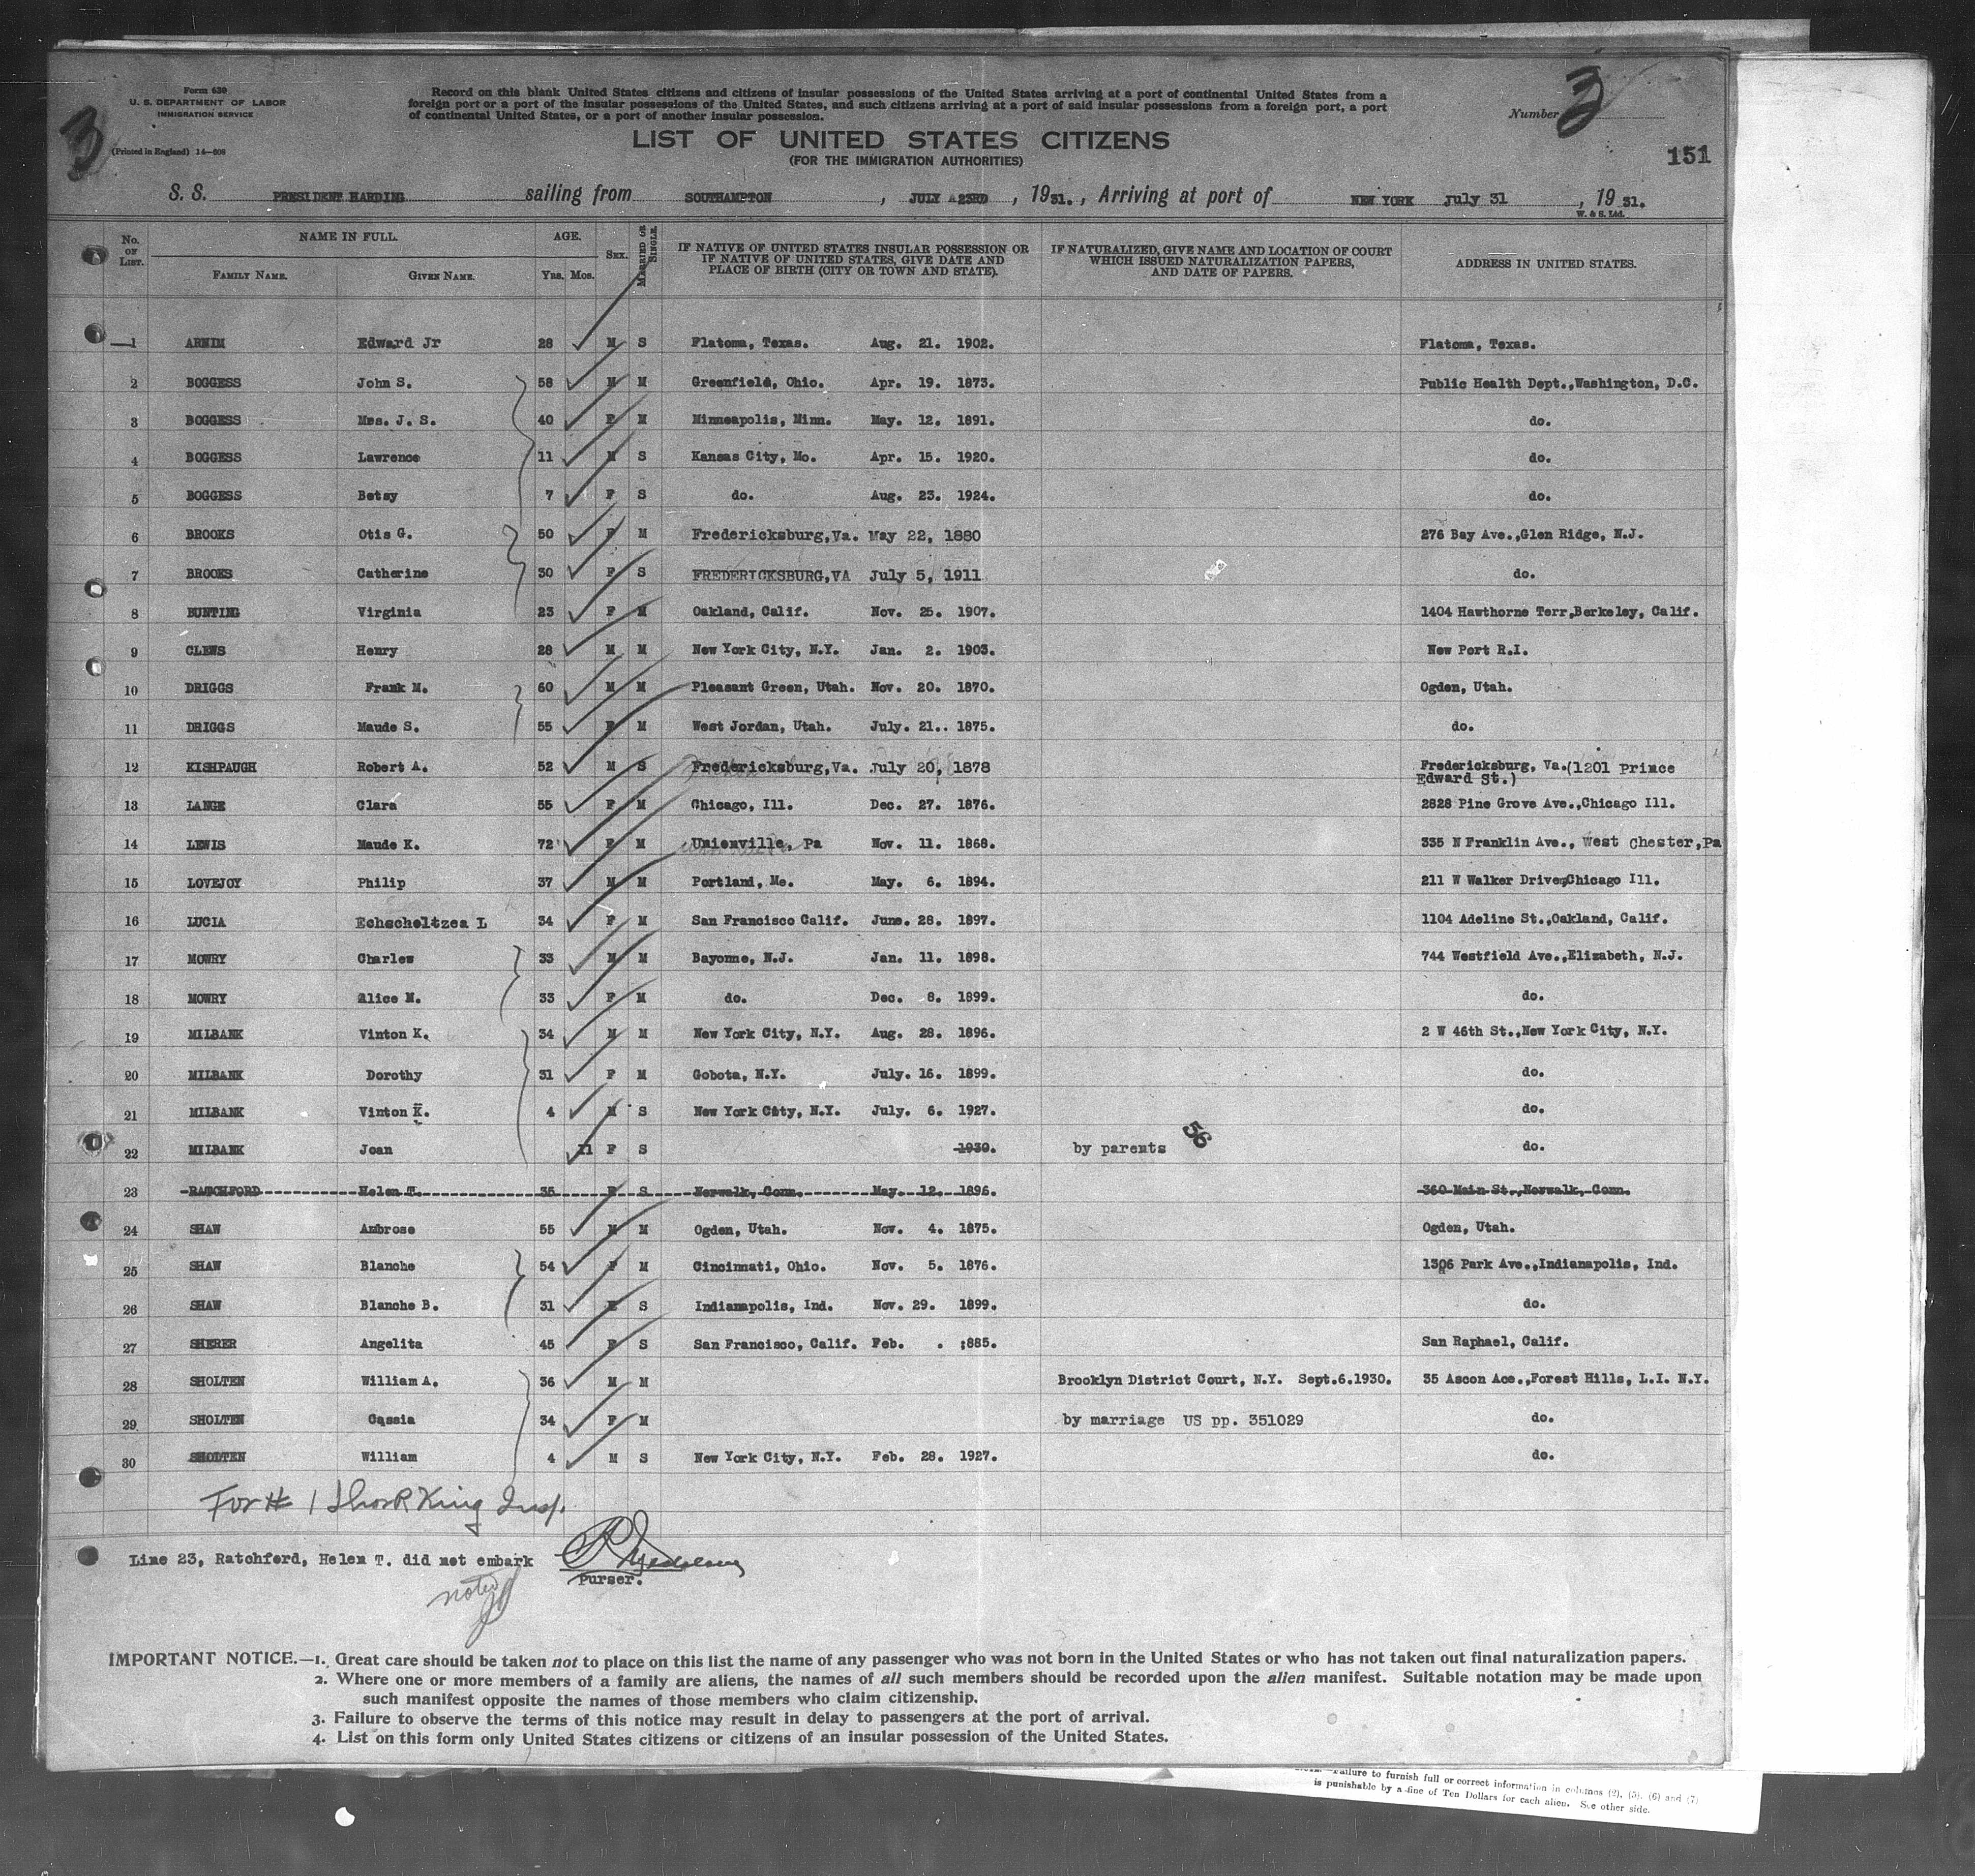 Form 630
U. S. DEPARTMENT OF LABOR
IMMIGRATION SERVICE
(Printed in England) 14—606
3
Record on this blank United States citizens and citizens of insular possessions of the United States arriving at a port of continental United States from a
foreign port or a port of the insular possessions of the United States, and such citizens arriving at a port of said insular possessions from a foreign port, a port
of continental United States, or a port of another insular possession.
Number 3
LIST OF UNITED STATES CITIZENS
(FOR THE IMMIGRATION AUTHORITIES)
151
S. S. PRESIDENT HARDING sailing from SOUTHAMPTON , JULY 23RD , 1931., Arriving at port of NEW YORK July 31 , 1931.
W. & S. Ltd.
No. on List. NAME IN FULL. AGE. Sex. Married or Single. IF NATIVE OF UNITED STATES INSULAR POSSESSION OR IF NATIVE OF UNITED STATES, GIVE DATE AND PLACE OF BIRTH (CITY OR TOWN AND STATE). IF NATURALIZED, GIVE NAME AND LOCATION OF COURT WHICH ISSUED NATURALIZATION PAPERS, AND DATE OF PAPERS. ADDRESS IN UNITED STATES.
Family Name. Given Name. Yrs. Mos.
1 ARNIM Edward Jr 28 M S Flatoma, Texas. Aug. 21. 1902. Flatoma, Texas.
2 BOGGESS John S. 58 M M Greenfield, Ohio. Apr. 19. 1873. Public Health Dept.,Washington, D.C.
3 BOGGESS Mrs. J. S. 40 F M Minneapolis, Minn. May. 12. 1891. do.
4 BOGGESS Lawrence 11 M S Kansas City, Mo. Apr. 15. 1920. do.
5 BOGGESS Betsy 7 F S do. Aug. 23. 1924. do.
6 BROOKS Otis G. 50 F M Fredericksburg,Va. May 22, 1880 276 Bay Ave.,Glen Ridge, N.J.
7 BROOKS Catherine 30 F S FREDERICKSBURG,VA July 5, 1911 do.
8 BUNTING Virginia 23 F M Oakland, Calif. Nov. 25. 1907. 1404 Hawthorne Terr,Berkeley, Calif.
9 CLEWS Henry 28 M M New York City, N.Y. Jan. 2. 1903. New Port R.I.
10 DRIGGS Frank M. 60 M M Pleasant Green, Utah. Nov. 20. 1870. Ogden, Utah.
11 DRIGGS Maude S. 55 F M West Jordan, Utah. July. 21.. 1875. do.
12 KISHPAUGH Robert A. 52 M S Fredericksburg,Va. July 20, 1878 Fredericksburg, Va.(1201 Prince
Edward St.)
13 LANGE Clara 55 F M Chicago, Ill. Dec. 27. 1876. 2828 Pine Grove Ave.,Chicago Ill.
14 LEWIS Maude K. 72 F M Unionville, Pa Nov. 11. 1868. 335 N Franklin Ave., West Chester,Pa
15 LOVEJOY Philip 37 M M Portland, Me. May. 6. 1894. 211 W Walker Drive,Chicago Ill.
16 LUCIA Echscholtzea L 34 F M San Francisco Calif. June. 28. 1897. 1104 Adeline St.,Oakland, Calif.
17 MOWRY Charles 33 M M Bayonne, N.J. Jan. 11. 1898. 744 Westfield Ave.,Elizabeth, N.J.
18 MOWRY Alice M. 33 F M do. Dec. 8. 1899. do.
19 MILBANK Vinton K. 34 M M New York City, N.Y. Aug. 28. 1896. 2 W 46th St.,New York City, N.Y.
20 MILBANK Dorothy 31 F M Gobota, N.Y. July. 16. 1899. do.
21 MILBANK Vinton K. 4 M S New York City, N.Y. July. 6. 1927. do.
22 MILBANK Joan 11 F S 1930. by parents 56 do.
23 RATCHFORD Helen T. 35 F S Norwalk, Conn. May. 12. 1896. 360 Main St.,Norwalk, Conn.
24 SHAW Ambrose 55 M M Ogden, Utah. Nov. 4. 1875. Ogden, Utah.
25 SHAW Blanche 54 F M Cincinnati, Ohio. Nov. 5. 1876. 1306 Park Ave.,Indianapolis, Ind.
26 SHAW Blanche B. 31 F S Indianapolis, Ind. Nov. 29. 1899. do.
27 SHERER Angelita 45 F S San Francisco, Calif. Feb. . 1885. San Raphael, Calif.
28 SHOLTEN William A. 36 M M Brooklyn District Court, N.Y. Sept.6.1930. 35 Ascon Ace.,Forest Hills, L.I. N.Y.
29 SHOLTEN Cassia 34 F M by marriage US pp. 351029 do.
30 SHOLTEN William 4 M S New York City, N.Y. Feb. 28. 1927. do.
For # 1 King Insp.
Line 23, Ratchford, Helen T. did not embark
Purser.
noted
IMPORTANT NOTICE.—1. Great care should be taken not to place on this list the name of any passenger who was not born in the United States or who has not taken out final naturalization papers.
2. Where one or more members of a family are aliens, the names of all such members should be recorded upon the alien manifest. Suitable notation may be made upon
such manifest opposite the names of those members who claim citizenship.
3. Failure to observe the terms of this notice may result in delay to passengers at the port of arrival.
4. List on this form only United States citizens or citizens of an insular possession of the United States.
Failure to furnish full or correct information in columns (2), (5), (6) and (7)
is punishable by a fine of Ten Dollars for each alien. See other side.